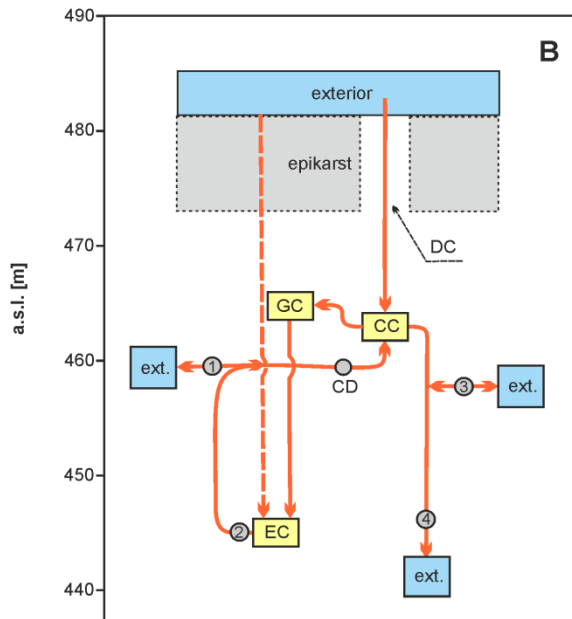 490
B
exterior
480
epikarst
470
DC
a.s.l. [m]
GC
CC
460
ext.
1
CD
3
ext.
450
4
2
EC
ext.
440